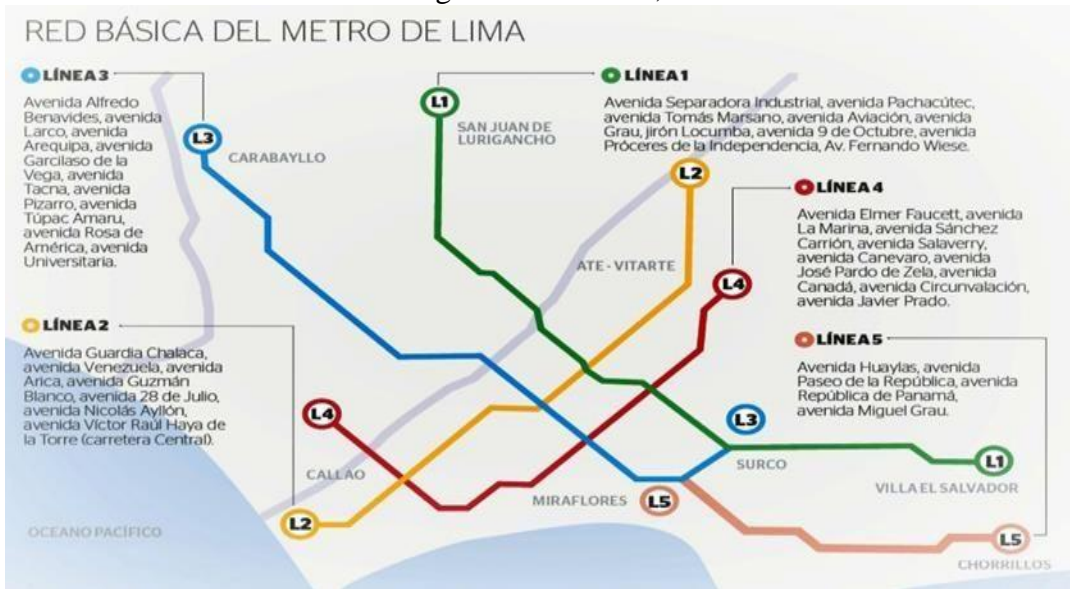 RED BÁSICA DEL METRO DE LIMA
LÍNEA 3
Avenida Alfredo
Benavides, avenida
Larco, avenida
Arequipa, avenida
Garcilaso de la
Vega, avenida
Tacna, avenida
Pizarro, avenida
Túpac Amaru,
avenida Rosa de
América, avenida
Universitaria.
LÍNEA 1
Avenida Separadora Industrial, avenida Pachacútec,
avenida Tomás Marsano, avenida Aviación, avenida
Grau, jirón Locumba, avenida 9 de Octubre, avenida
Próceres de la Independencia, Av. Fernando Wiese.
L1
SAN JUAN DE
LURIGANCHO
L3
CARABAYLLO
L2
LÍNEA 4
Avenida Elmer Faucett, avenida
La Marina, avenida Sánchez
Carrión, avenida Salaverry,
avenida Canevaro, avenida
José Pardo de Zela, avenida
Canadá, avenida Circunvalación,
avenida Javier Prado.
ATE - VITARTE
L4
LÍNEA 2
Avenida Guardia Chalaca,
avenida Venezuela, avenida
Arica, avenida Guzmán
Blanco, avenida 28 de Julio,
avenida Nicolás Ayllón,
avenida Víctor Raúl Haya de
la Torre (carretera Central).
LÍNEA 5
Avenida Huaylas, avenida
Paseo de la República, avenida
República de Panamá,
avenida Miguel Grau.
L4
L3
CALLAO
SURCO
L1
VILLA EL SALVADOR
MIRAFLORES
L5
L2
OCEANO PACÍFICO
L5
CHORRILLOS